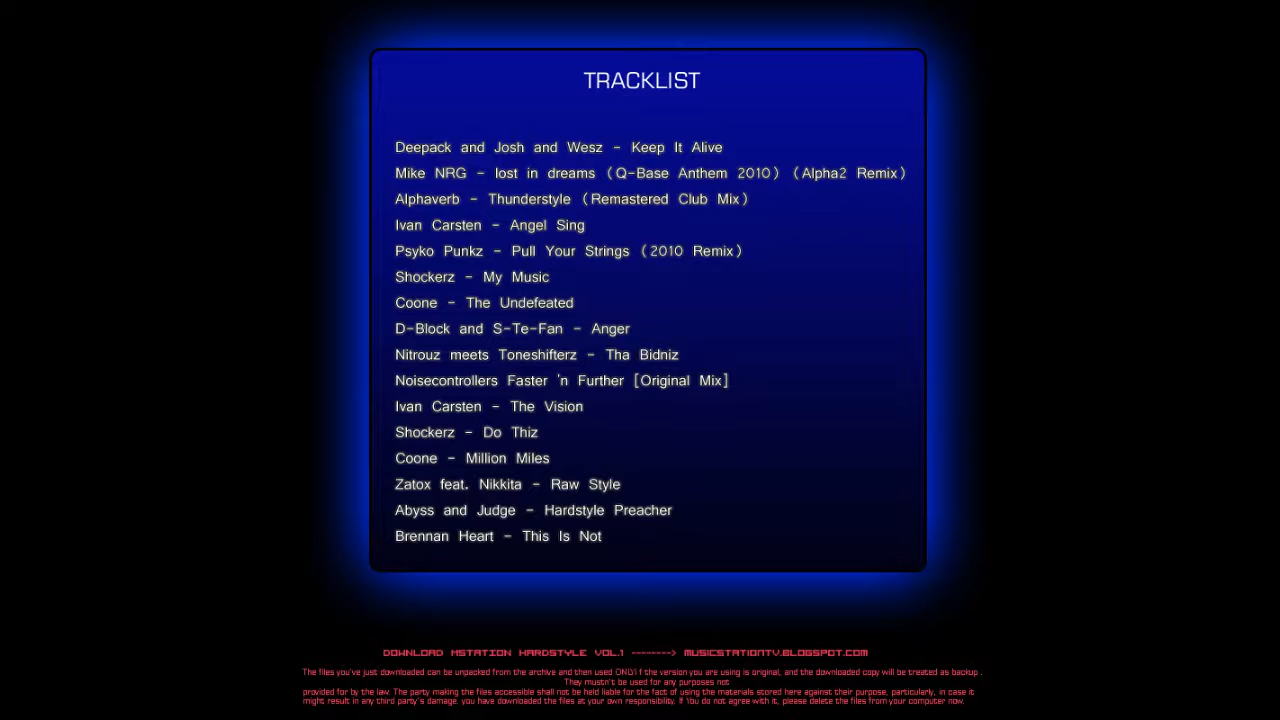 TRACKLIST
Deepack and Josh and Wesz - Keep It Alive
Mike NRG - lost in dreams (Q-Base Anthem 2010) (Alpha2 Remix)
Alphaverb - Thunderstyle (Remastered Club Mix)
Ivan Carsten - Angel Sing
Psyko Punkz - Pull Your Strings (2010 Remix)
Shockerz - My Music
Coone - The Undefeated
D-Block and S-Te-Fan - Anger
Nitrouz meets Toneshifterz - Tha Bidniz
Noisecontrollers Faster 'n Further [Original Mix]
Ivan Carsten - The Vision
Shockerz - Do Thiz
Coone - Million Miles
Zatox feat. Nikkita - Raw Style
Abyss and Judge - Hardstyle Preacher
Brennan Heart - This Is Not
DOWNLOAD MSTATION HARDSTYLE VOL.1 --------> MUSICSTATIONTV.BLOGSPOT.COM
The files you've just downloaded can be unpacked from the archive and then used if the version you are using is original, and the downloaded copy will be treated as backup .
They mustn't be used for any purposes not
provided for by the law. The party making the files accessible shall not be held liable for the fact of using the materials stored here against their purpose, particularly, in case it
might result in any third party's damage. you have downloaded the files at your own responsibility. If You do not agree with it, please delete the files from your computer now.